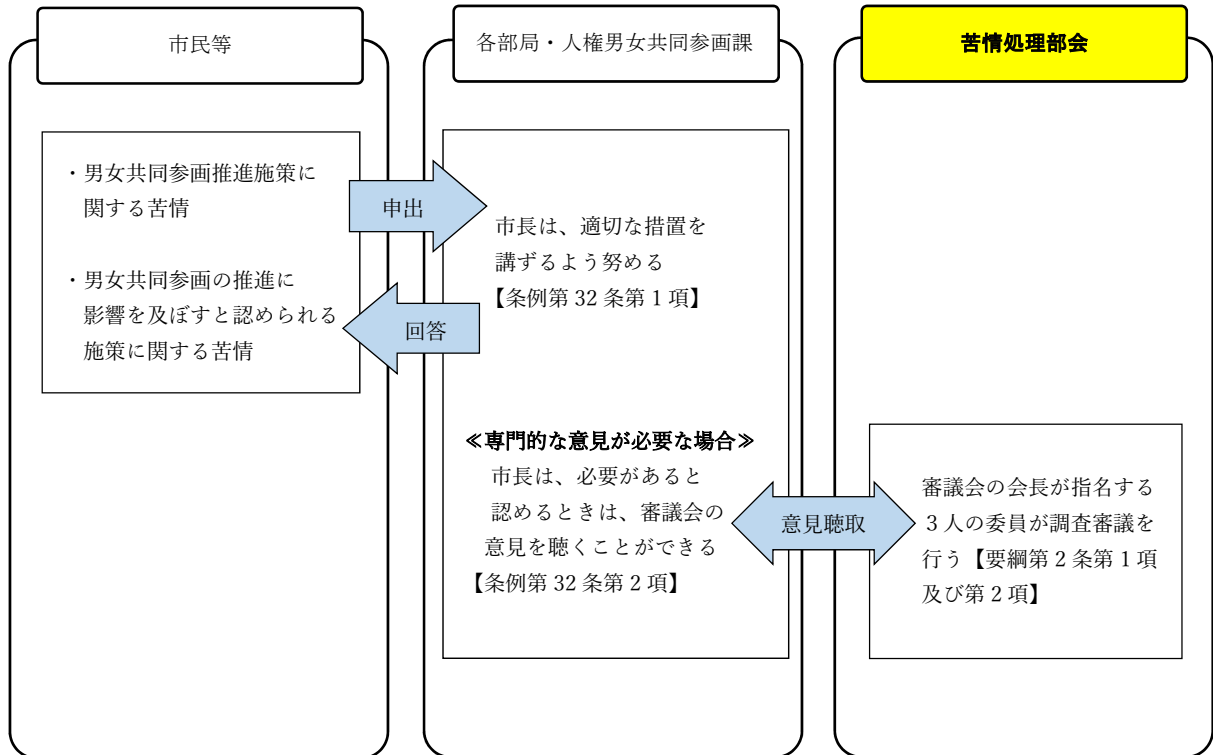 市民等
各部局・人権男女共同参画課
苦情処理部会
・男女共同参画推進施策に
関する苦情
・男女共同参画の推進に
影響を及ぼすと認められる
施策に関する苦情
申出
回答
市長は、適切な措置を
講ずるよう努める
【条例第 32 条第 1 項】
≪専門的な意見が必要な場合≫
市長は、必要があると
認めるときは、審議会の
意見を聴くことができる
【条例第 32 条第 2 項】
意見聴取
審議会の会長が指名する
３人の委員が調査審議を
行う【要綱第 2 条第 1 項
及び第 2 項】